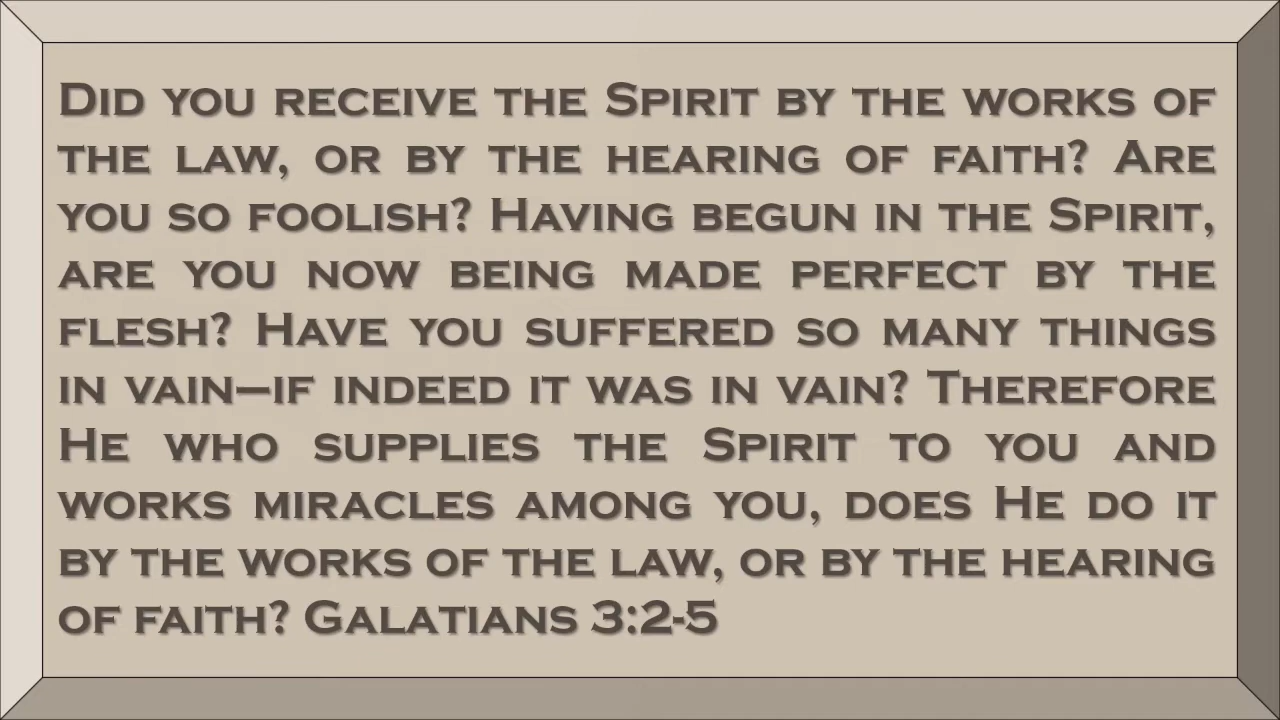 Did you receive the Spirit by the works of
the law, or by the hearing of faith? Are
you so foolish? Having begun in the Spirit,
are you now being made perfect by the
flesh? Have you suffered so many things
in vain—if indeed it was in vain? Therefore
He who supplies the Spirit to you and
works miracles among you, does He do it
by the works of the law, or by the hearing
of faith? Galatians 3:2-5